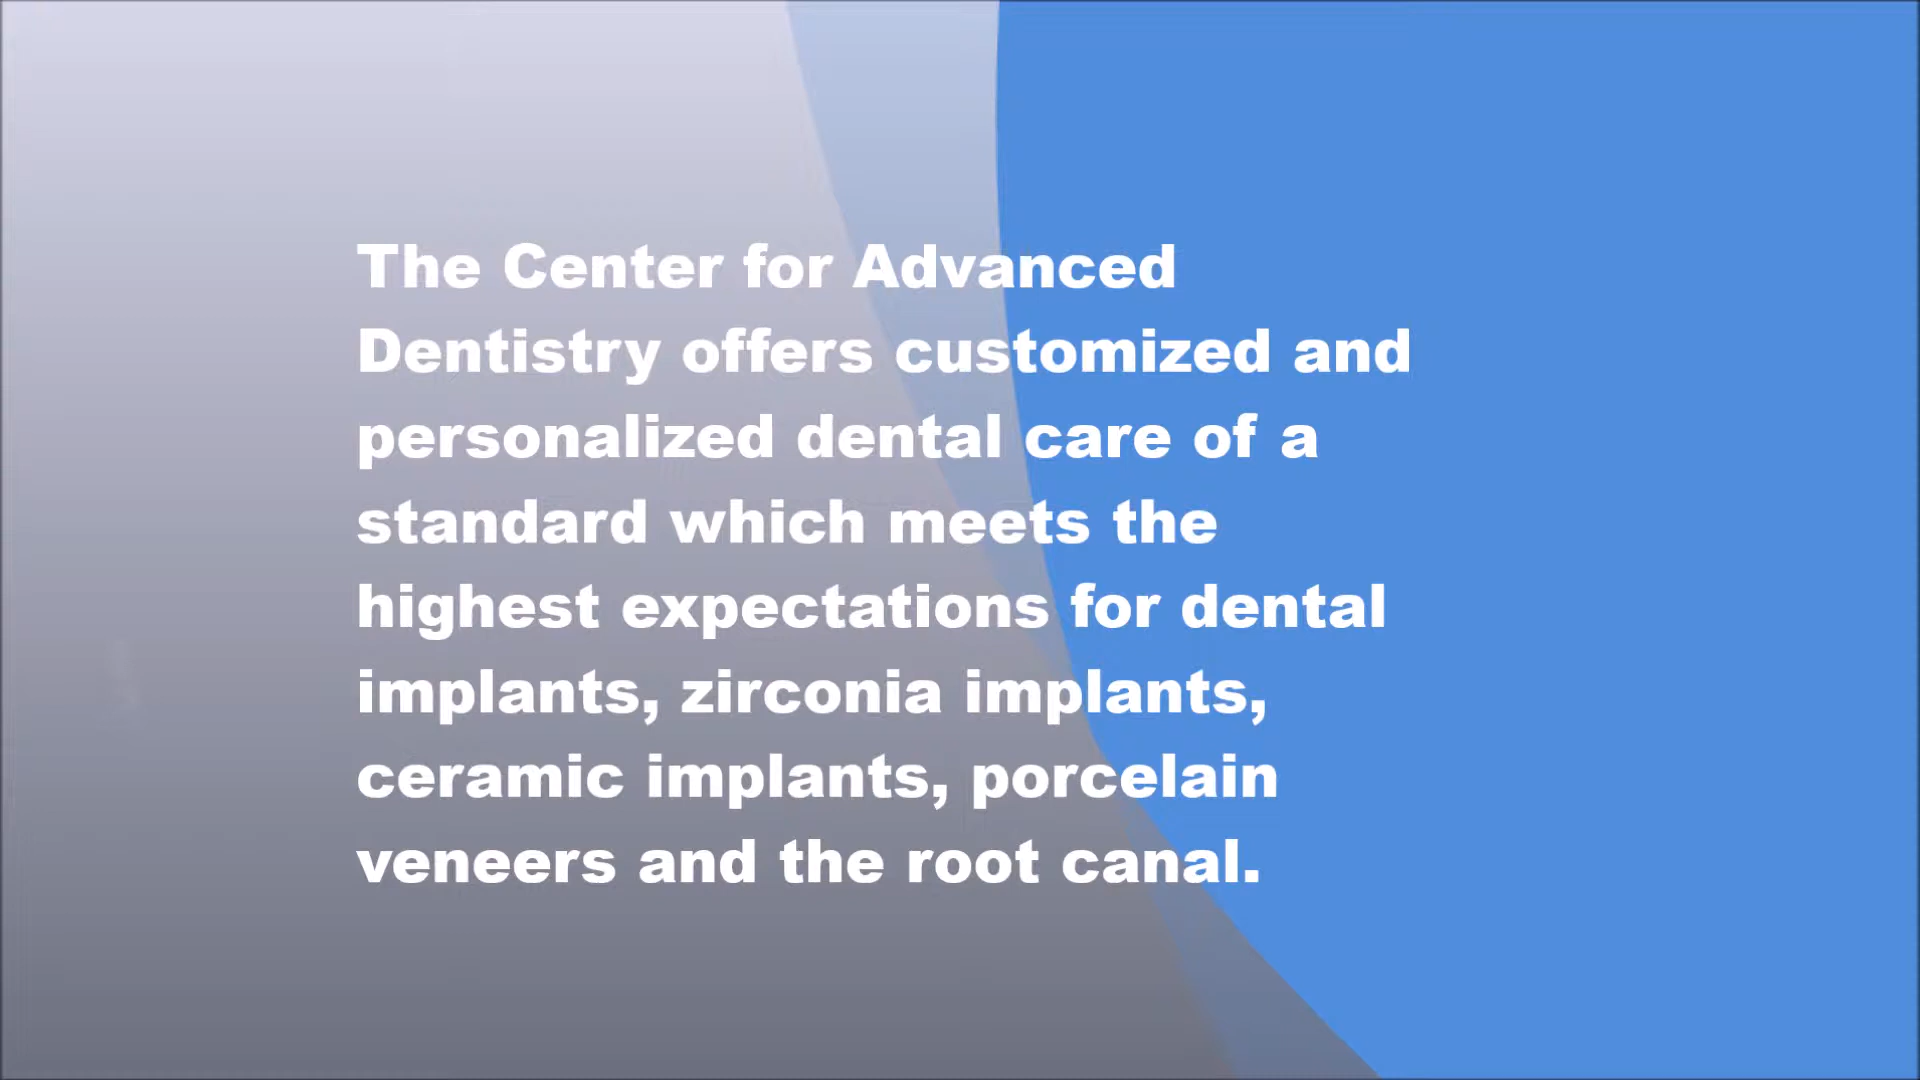 The Center for Advanced
Dentistry offers customized and
personalized dental care of a
standard which meets the
highest expectations for dental
implants, zirconia implants,
ceramic implants, porcelain
veneers and the root canal.